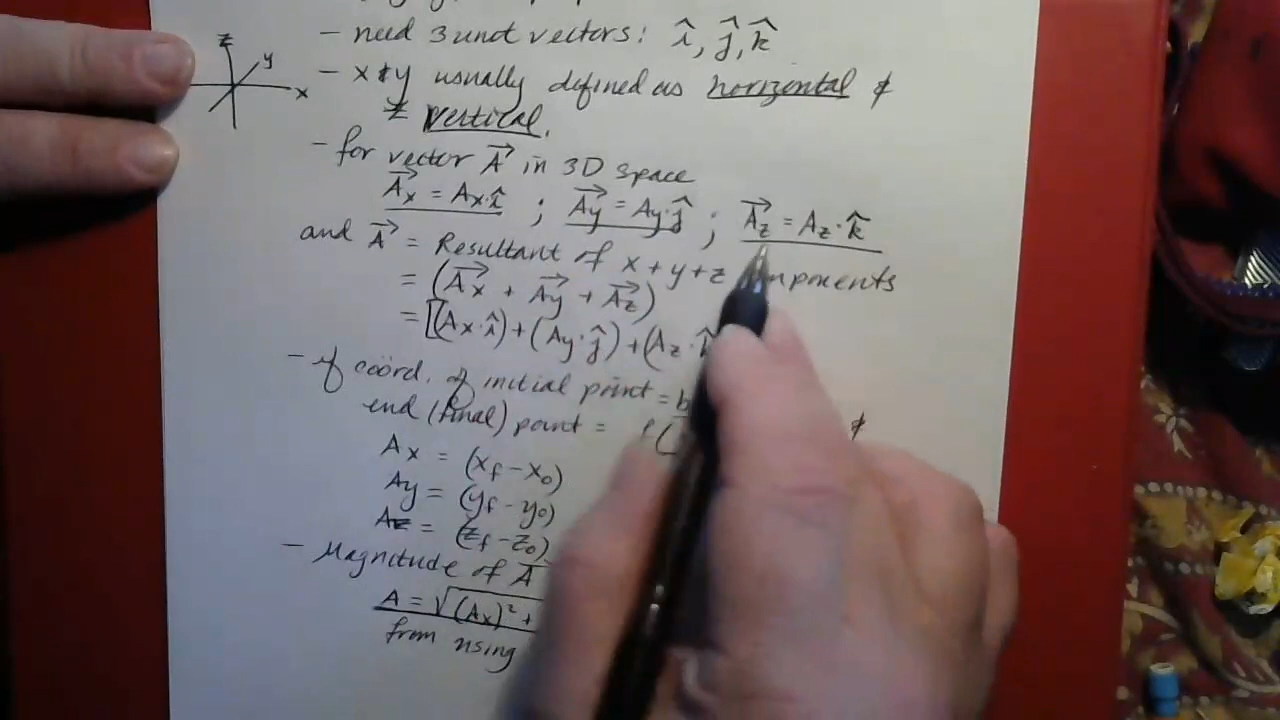 z
y
x
- need 3 unit vectors: î, ĵ, k̂
- x & y usually defined as horizontal &
z vertical.
- for vector A⃗ in 3D space
A⃗x = Ax·î ; A⃗y = Ay·ĵ ; A⃗z = Az·k̂
and A⃗ = Resultant of x + y + z components
= (A⃗x + A⃗y + A⃗z)
= [(Ax·î) + (Ay·ĵ) + (Az·k̂
- if coörd. of initial point = b
end (final) point = f( &
Ax = (xf - x0)
Ay = (yf - y0)
Az = (zf - z0)
- Magnitude of A
A = √(Ax)² +
from using